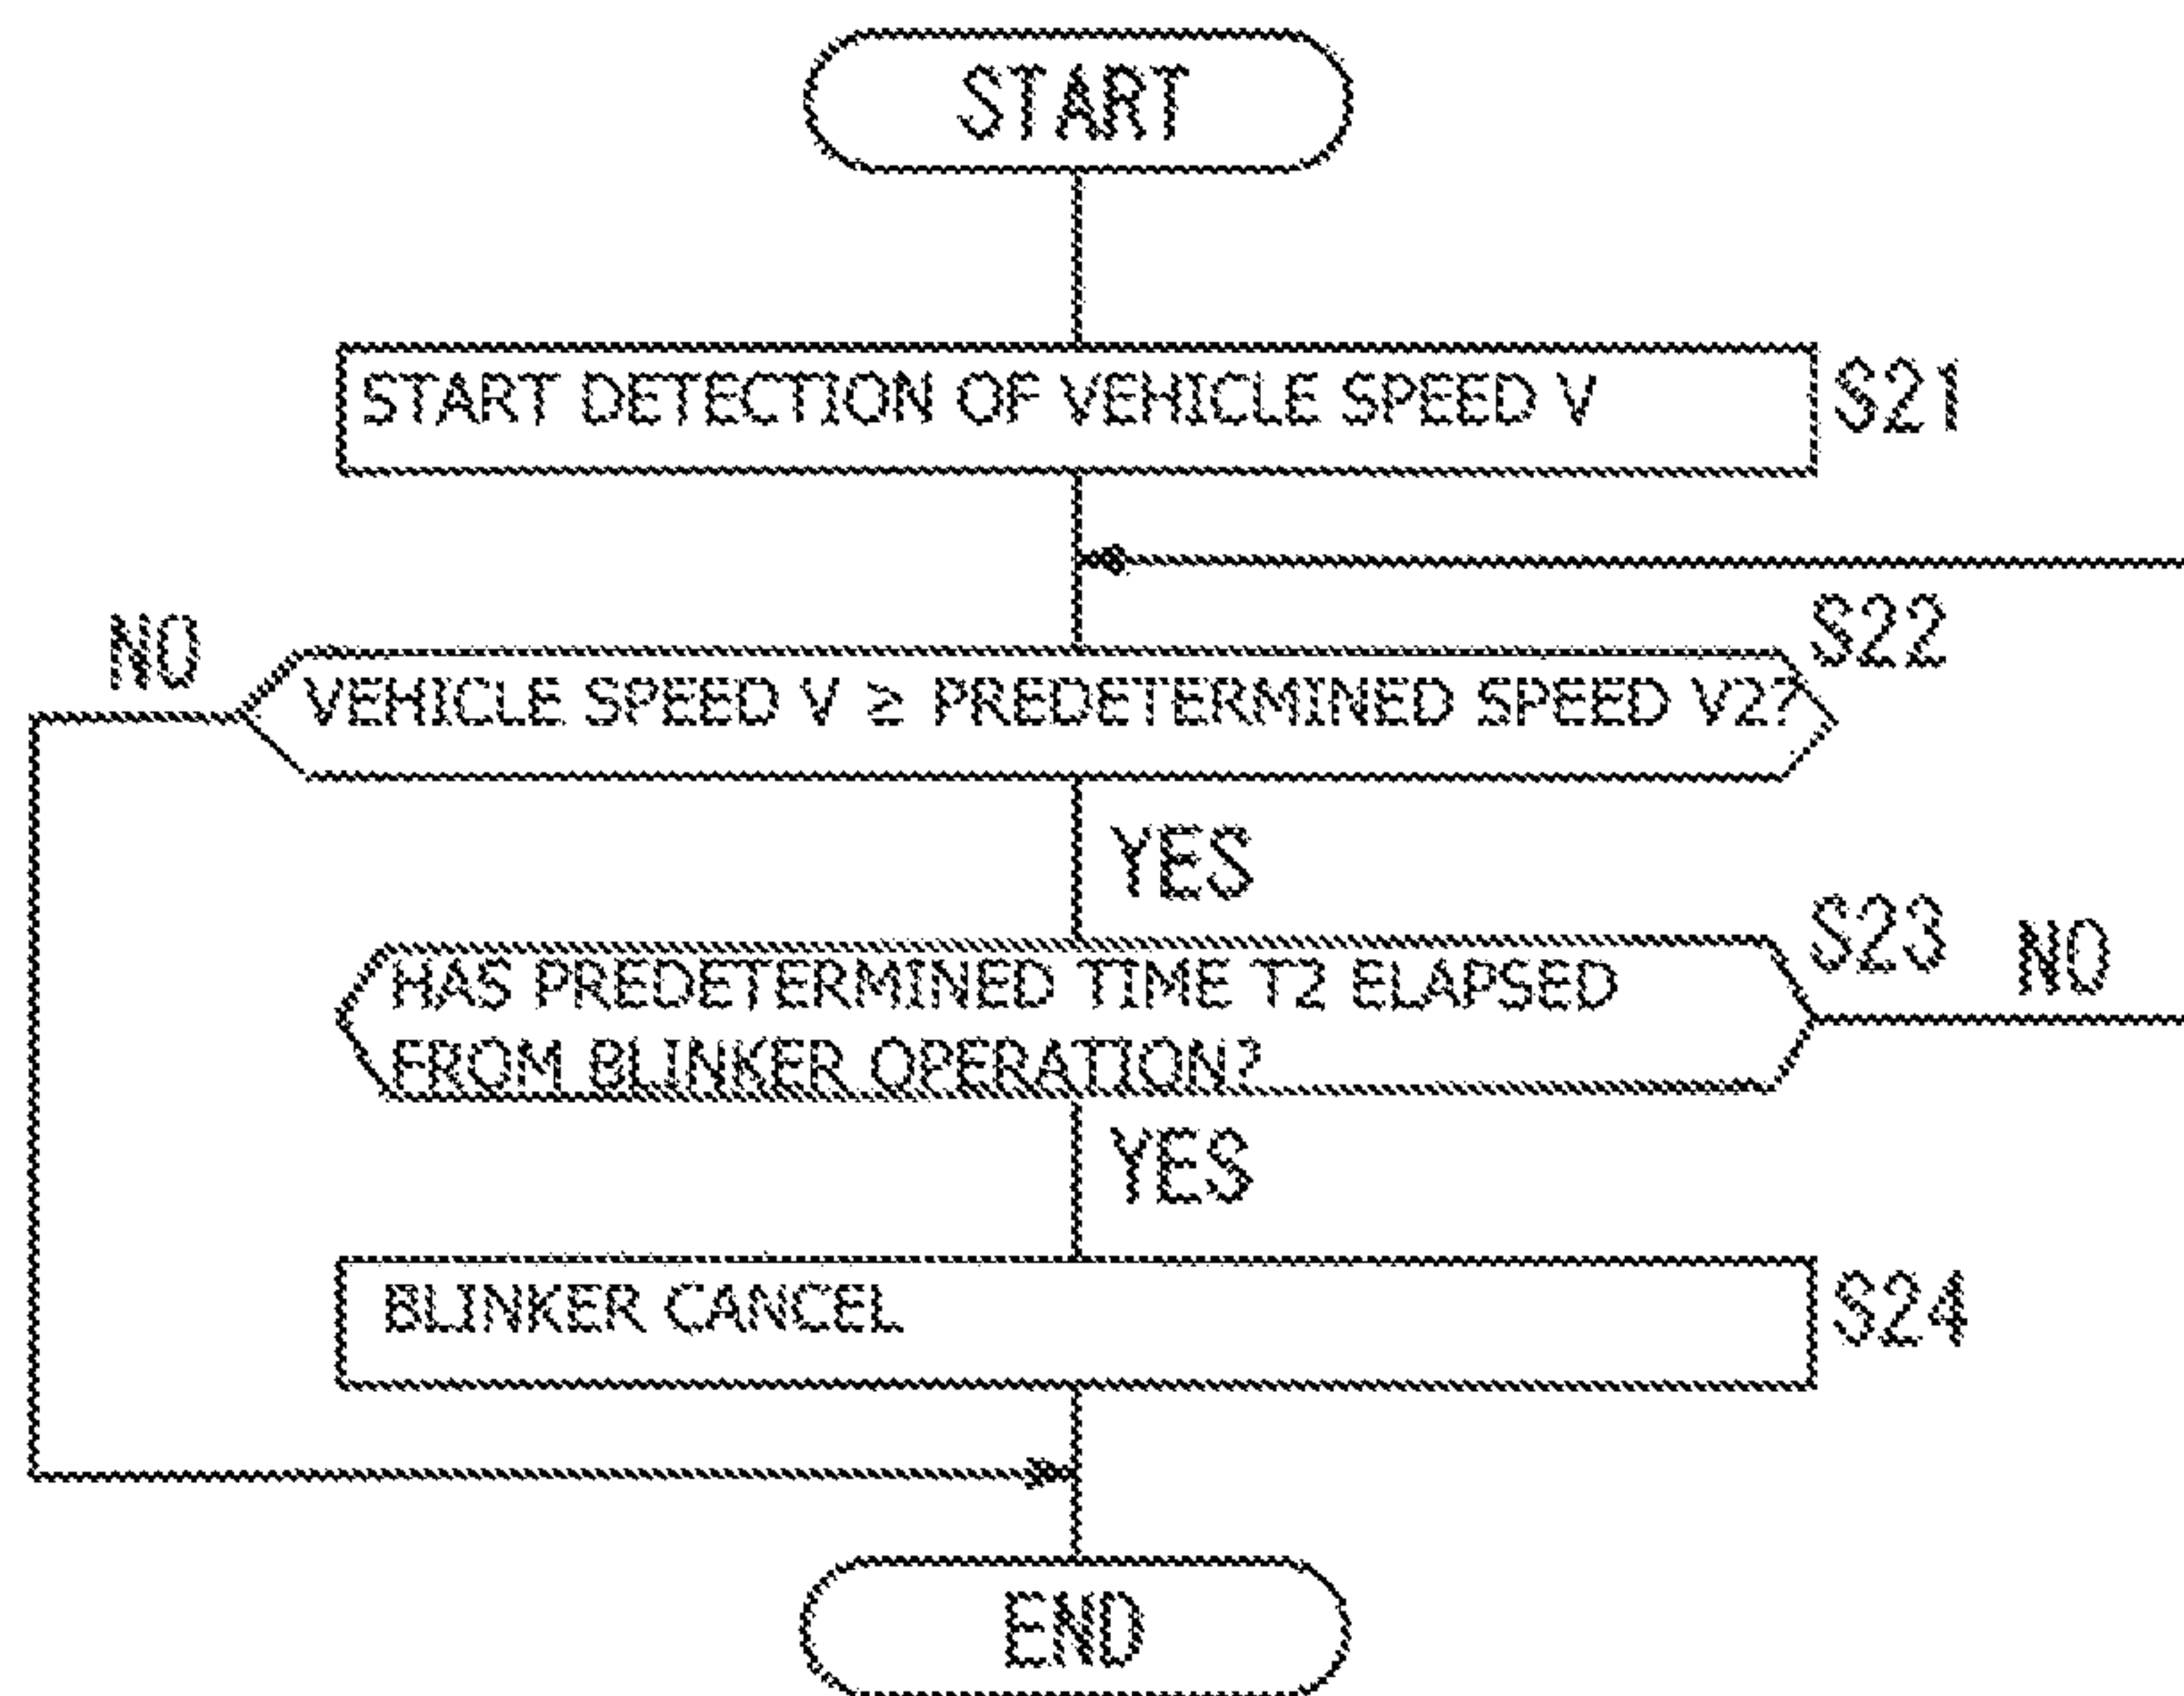 START
START DETECTION OF VEHICLE SPEED V
S21
S22
NO
VEHICLE SPEED V ≥ PREDETERMINED SPEED V2?
YES
S23
NO
HAS PREDETERMINED TIME T2 ELAPSED
FROM BLINKER OPERATION?
YES
BLINKER CANCEL
S24
END